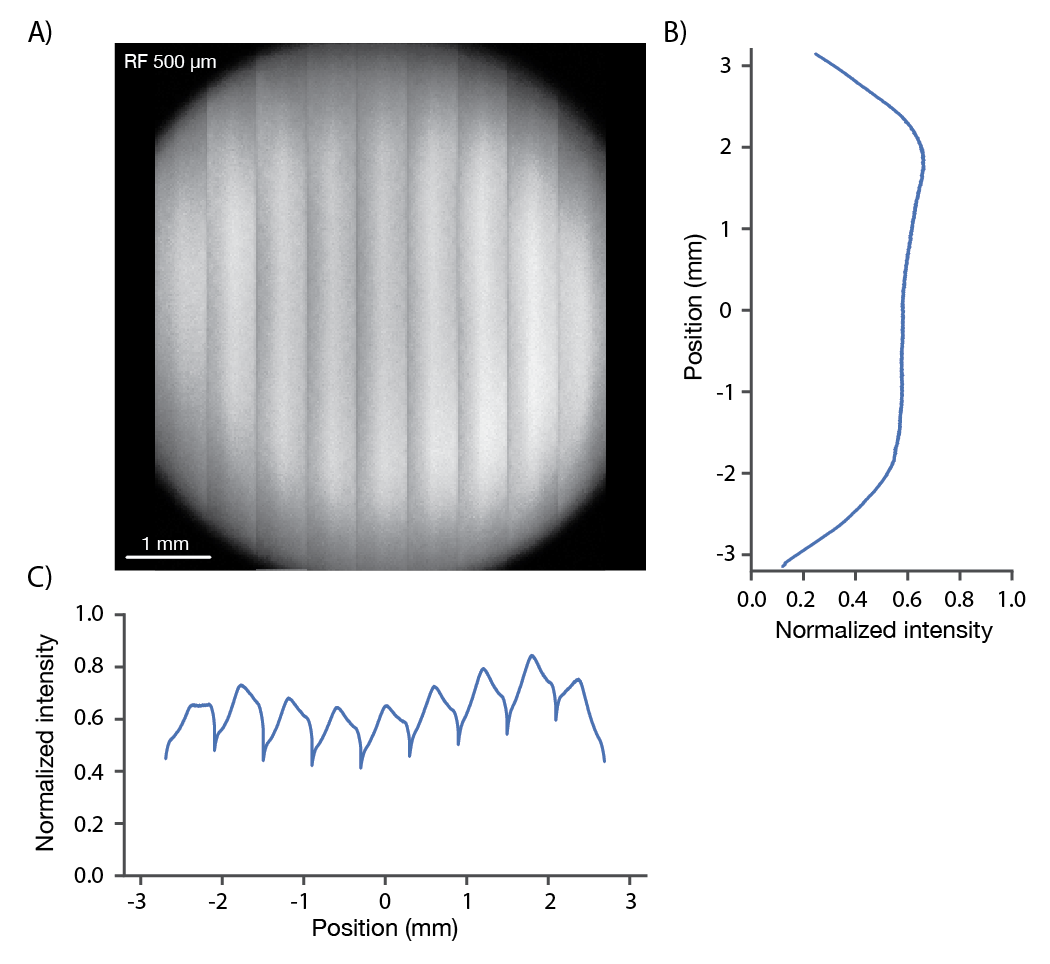 A)
RF 500 µm
1 mm
B)
3
2
1
0
-1
-2
-3
Position (mm)
0.0 0.2 0.4 0.6 0.8 1.0
Normalized intensity
C)
1.0
0.8
0.6
0.4
0.2
0.0
Normalized intensity
-3 -2 -1 0 1 2 3
Position (mm)